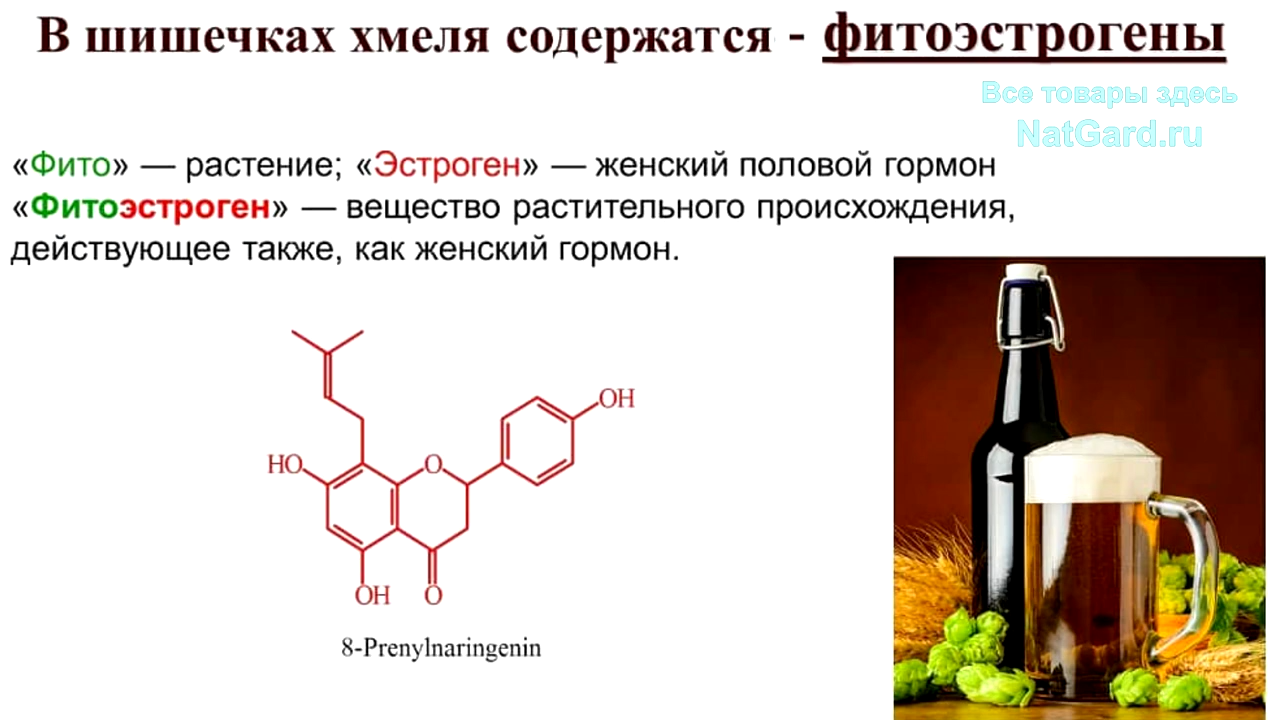 В шишечках хмеля содержатся - фитоэстрогены
Все товары здесь
NatGard.ru
«Фито» — растение; «Эстроген» — женский половой гормон
«Фитоэстроген» — вещество растительного происхождения,
действующее также, как женский гормон.
OH
HO
O
OH
O
8-Prenylnaringenin